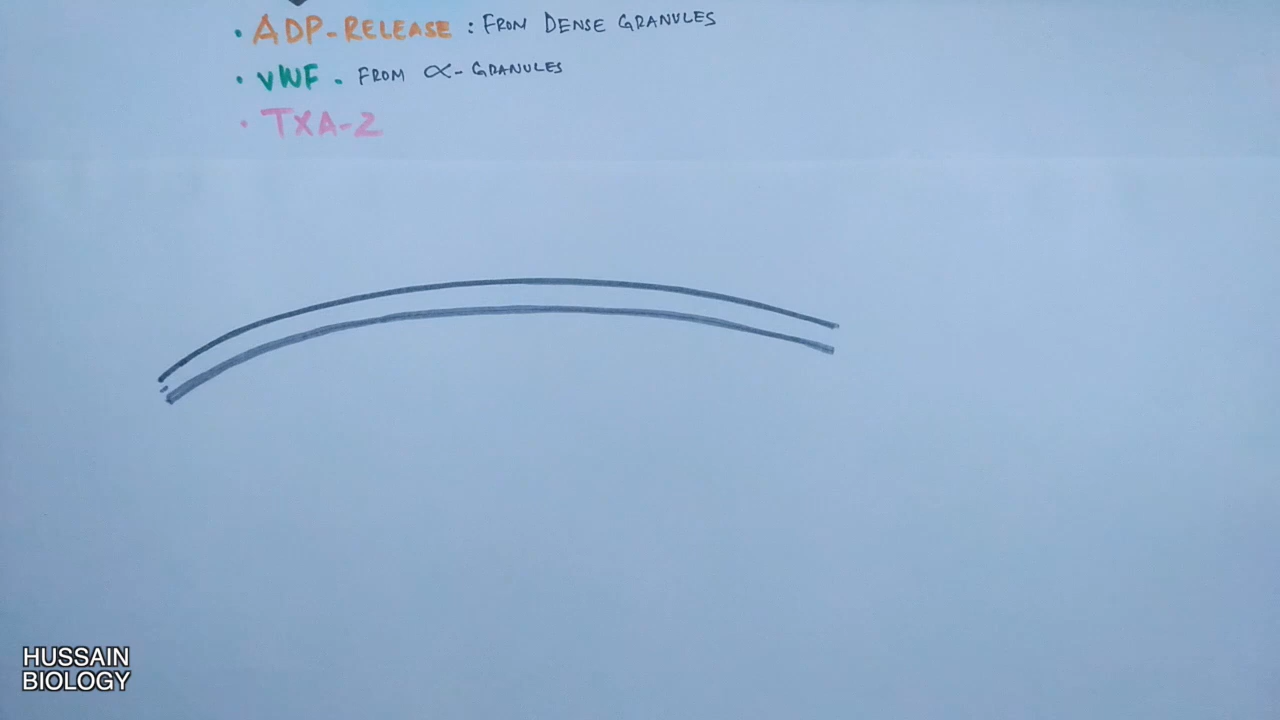 • ADP-RELEASE : FROM DENSE GRANULES
• VWF . FROM α-GRANULES
• TXA-2
HUSSAIN
BIOLOGY